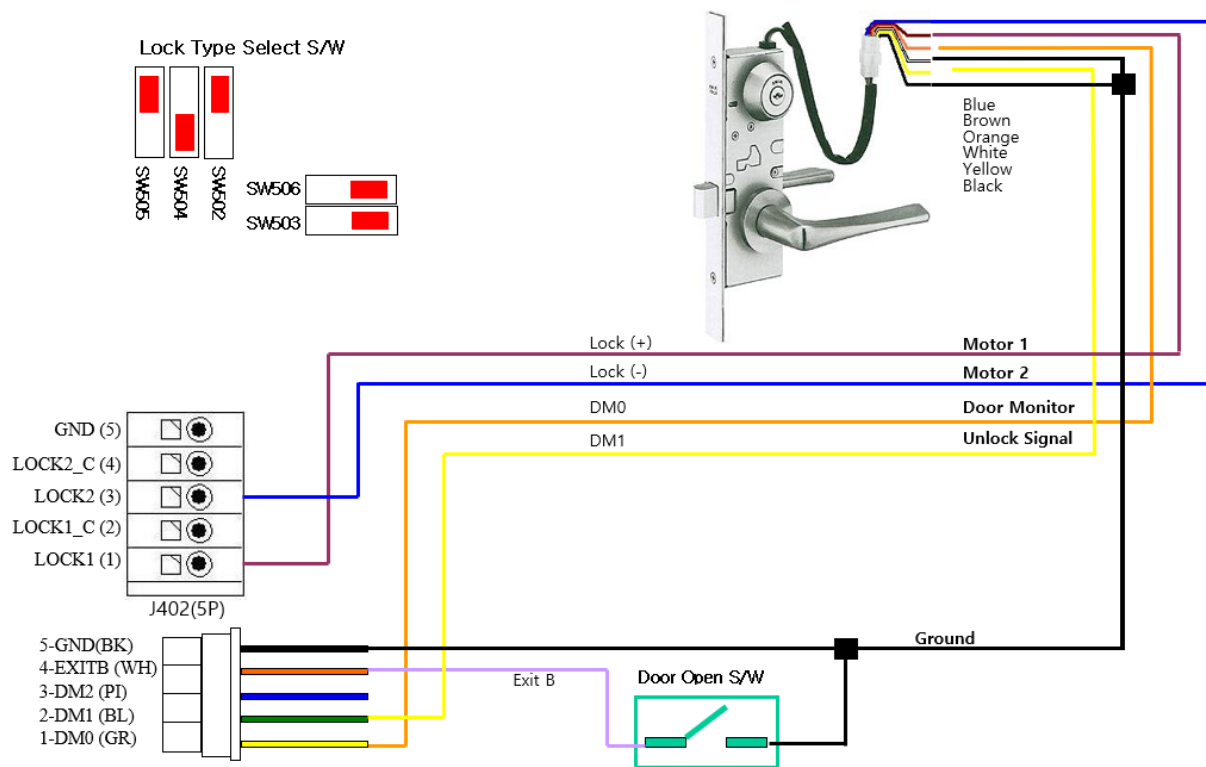 Lock Type Select S/W
SW505
SW504
SW502
SW506
SW503
Blue
Brown
Orange
White
Yellow
Black
Lock (+)
Motor 1
Lock (-)
Motor 2
DM0
Door Monitor
DM1
Unlock Signal
GND (5)
LOCK2_C (4)
LOCK2 (3)
LOCK1_C (2)
LOCK1 (1)
J402(5P)
5-GND(BK)
4-EXITB (WH)
3-DM2 (PI)
2-DM1 (BL)
1-DM0 (GR)
Ground
Exit B
Door Open S/W